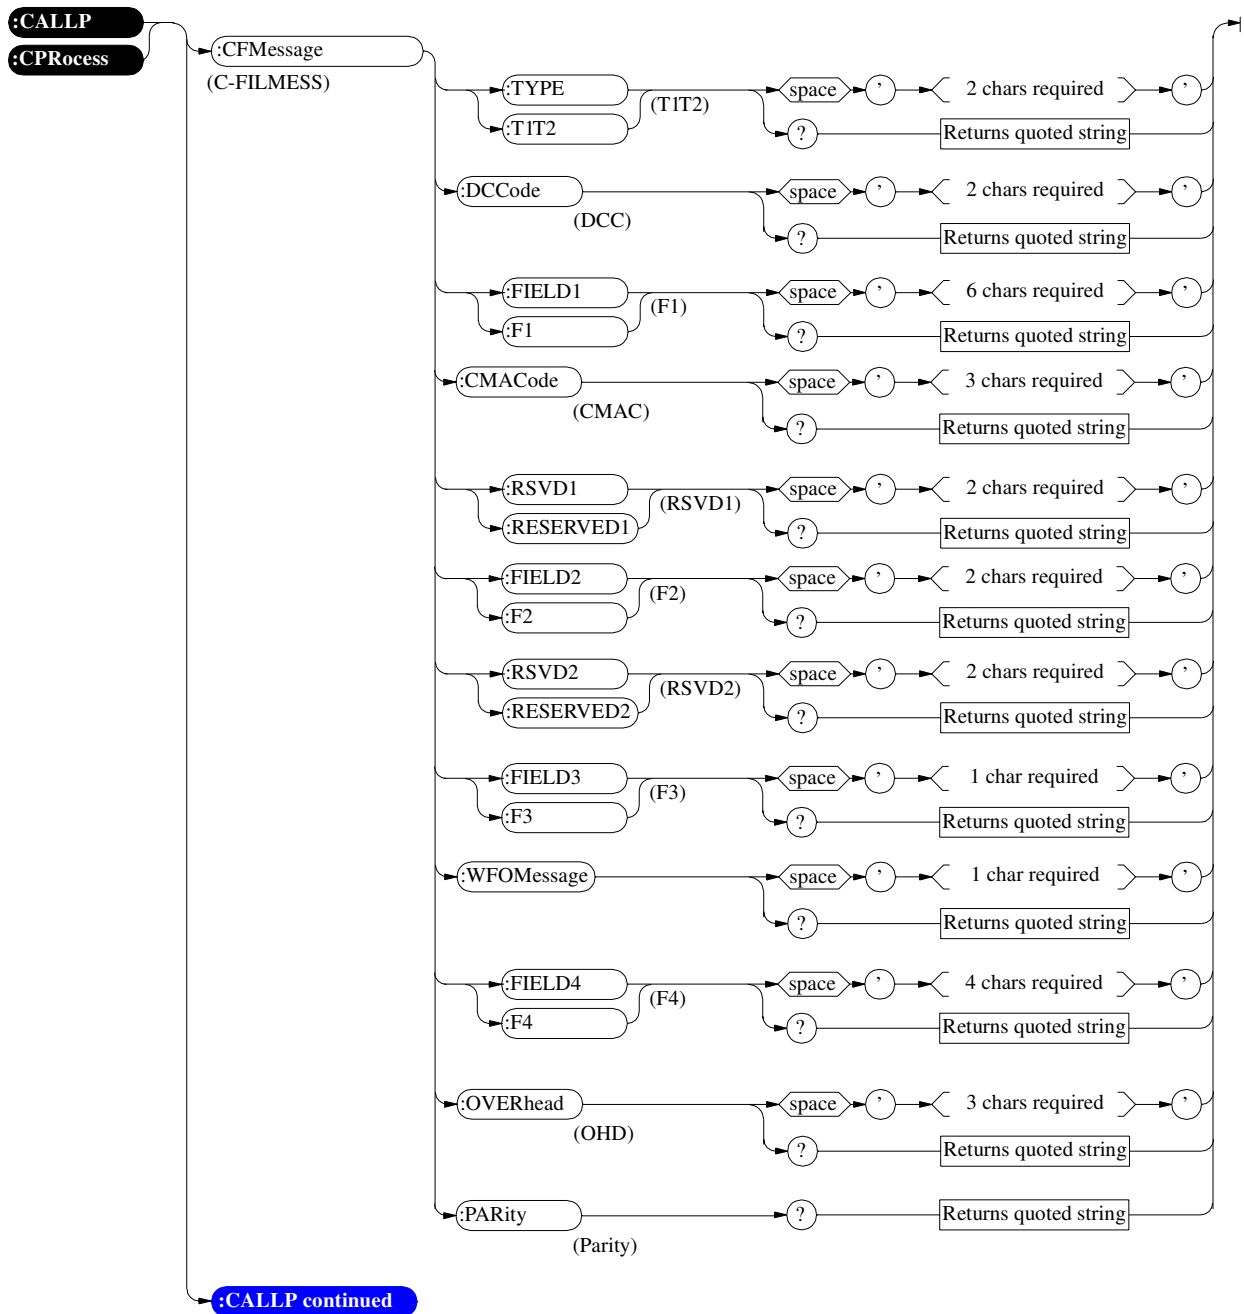 :CALLP
:CPRocess
:CFMessage
(C-FILMESS)
:TYPE
:T1T2
(T1T2)
space ’ 2 chars required ’
? Returns quoted string
:DCCode
(DCC)
space ’ 2 chars required ’
? Returns quoted string
:FIELD1
:F1
(F1)
space ’ 6 chars required ’
? Returns quoted string
:CMACode
(CMAC)
space ’ 3 chars required ’
? Returns quoted string
:RSVD1
:RESERVED1
(RSVD1)
space ’ 2 chars required ’
? Returns quoted string
:FIELD2
:F2
(F2)
space ’ 2 chars required ’
? Returns quoted string
:RSVD2
:RESERVED2
(RSVD2)
space ’ 2 chars required ’
? Returns quoted string
:FIELD3
:F3
(F3)
space ’ 1 char required ’
? Returns quoted string
:WFOMessage
space ’ 1 char required ’
? Returns quoted string
:FIELD4
:F4
(F4)
space ’ 4 chars required ’
? Returns quoted string
:OVERhead
(OHD)
space ’ 3 chars required ’
? Returns quoted string
:PARity
(Parity)
? Returns quoted string
:CALLP continued